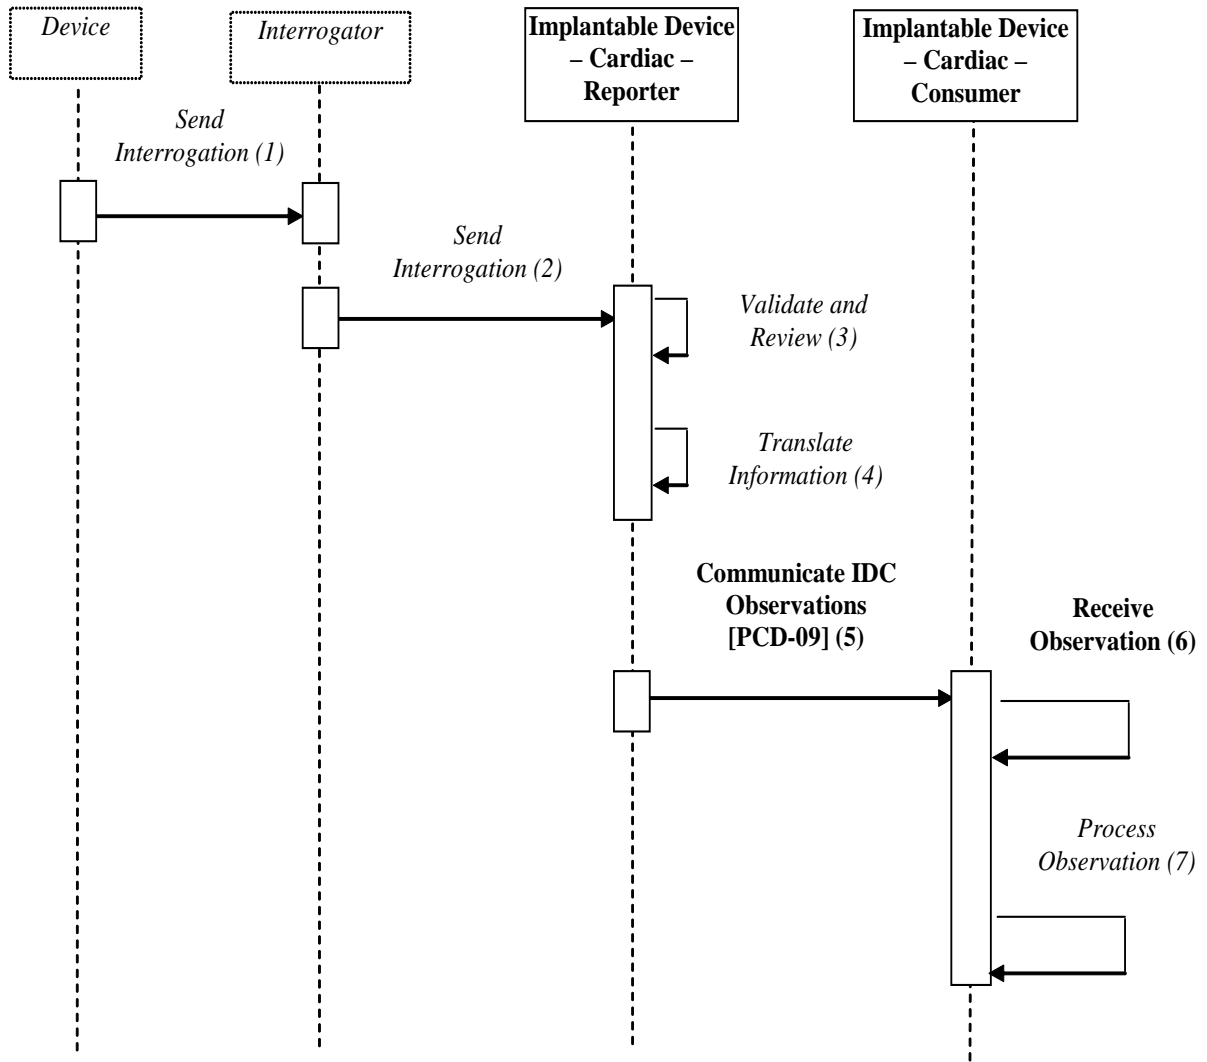 Device
Interrogator
Implantable Device
– Cardiac –
Reporter
Implantable Device
– Cardiac –
Consumer
Send
Interrogation (1)
Send
Interrogation (2)
Validate and
Review (3)
Translate
Information (4)
Communicate IDC
Observations
[PCD-09] (5)
Receive
Observation (6)
Process
Observation (7)